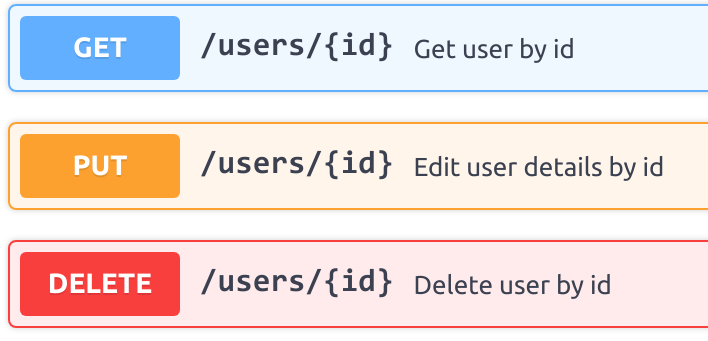 GET /users/{id} Get user by id
PUT /users/{id} Edit user details by id
DELETE /users/{id} Delete user by id